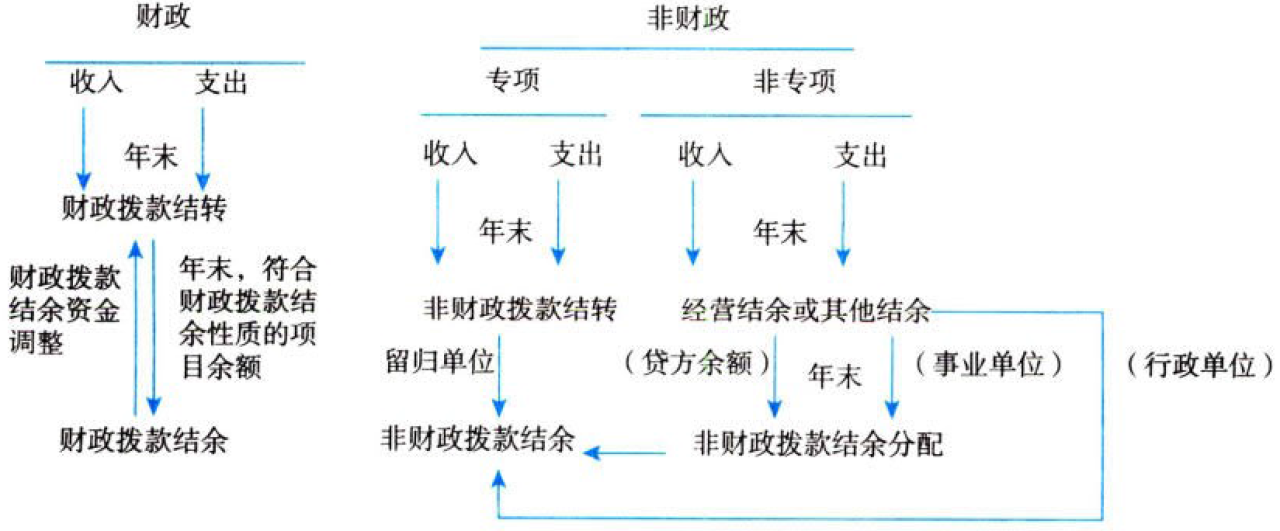 财政
收入
支出
年末
财政拨款结转
财政拨款
结余资金
调整
年末，符合
财政拨款结
余性质的项
目余额
财政拨款结余
非财政
专项
非专项
收入
支出
收入
支出
年末
年末
非财政拨款结转
经营结余或其他结余
留归单位
（贷方余额）
年末
（事业单位）
（行政单位）
非财政拨款结余
非财政拨款结余分配